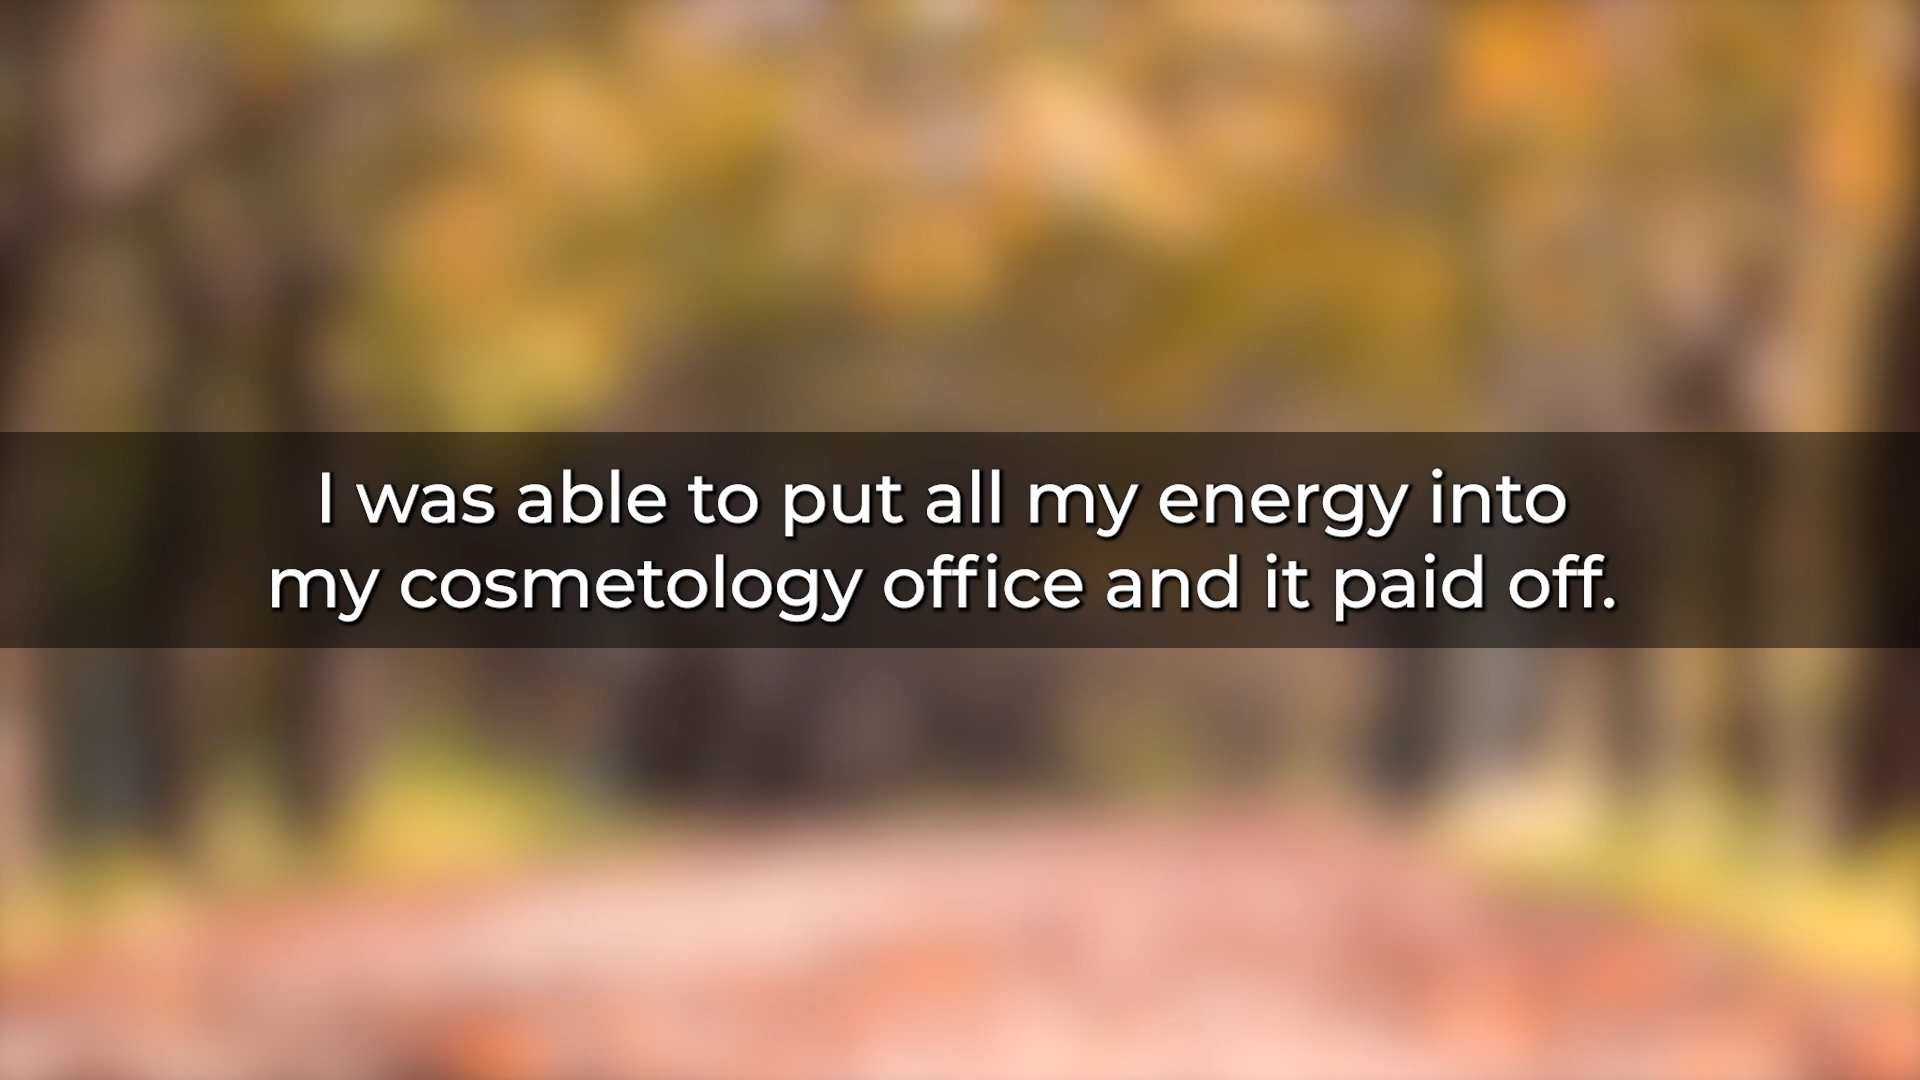 I was able to put all my energy into
my cosmetology office and it paid off.